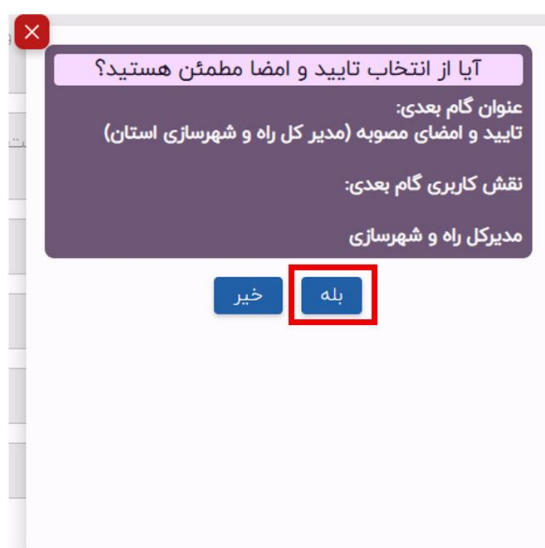 آیا از انتخاب تایید و امضا مطمئن هستید؟
عنوان گام بعدی:
تایید و امضای مصوبه (مدیر کل راه و شهرسازی استان)
نقش کاربری گام بعدی:
مدیرکل راه و شهرسازی
بله
خیر